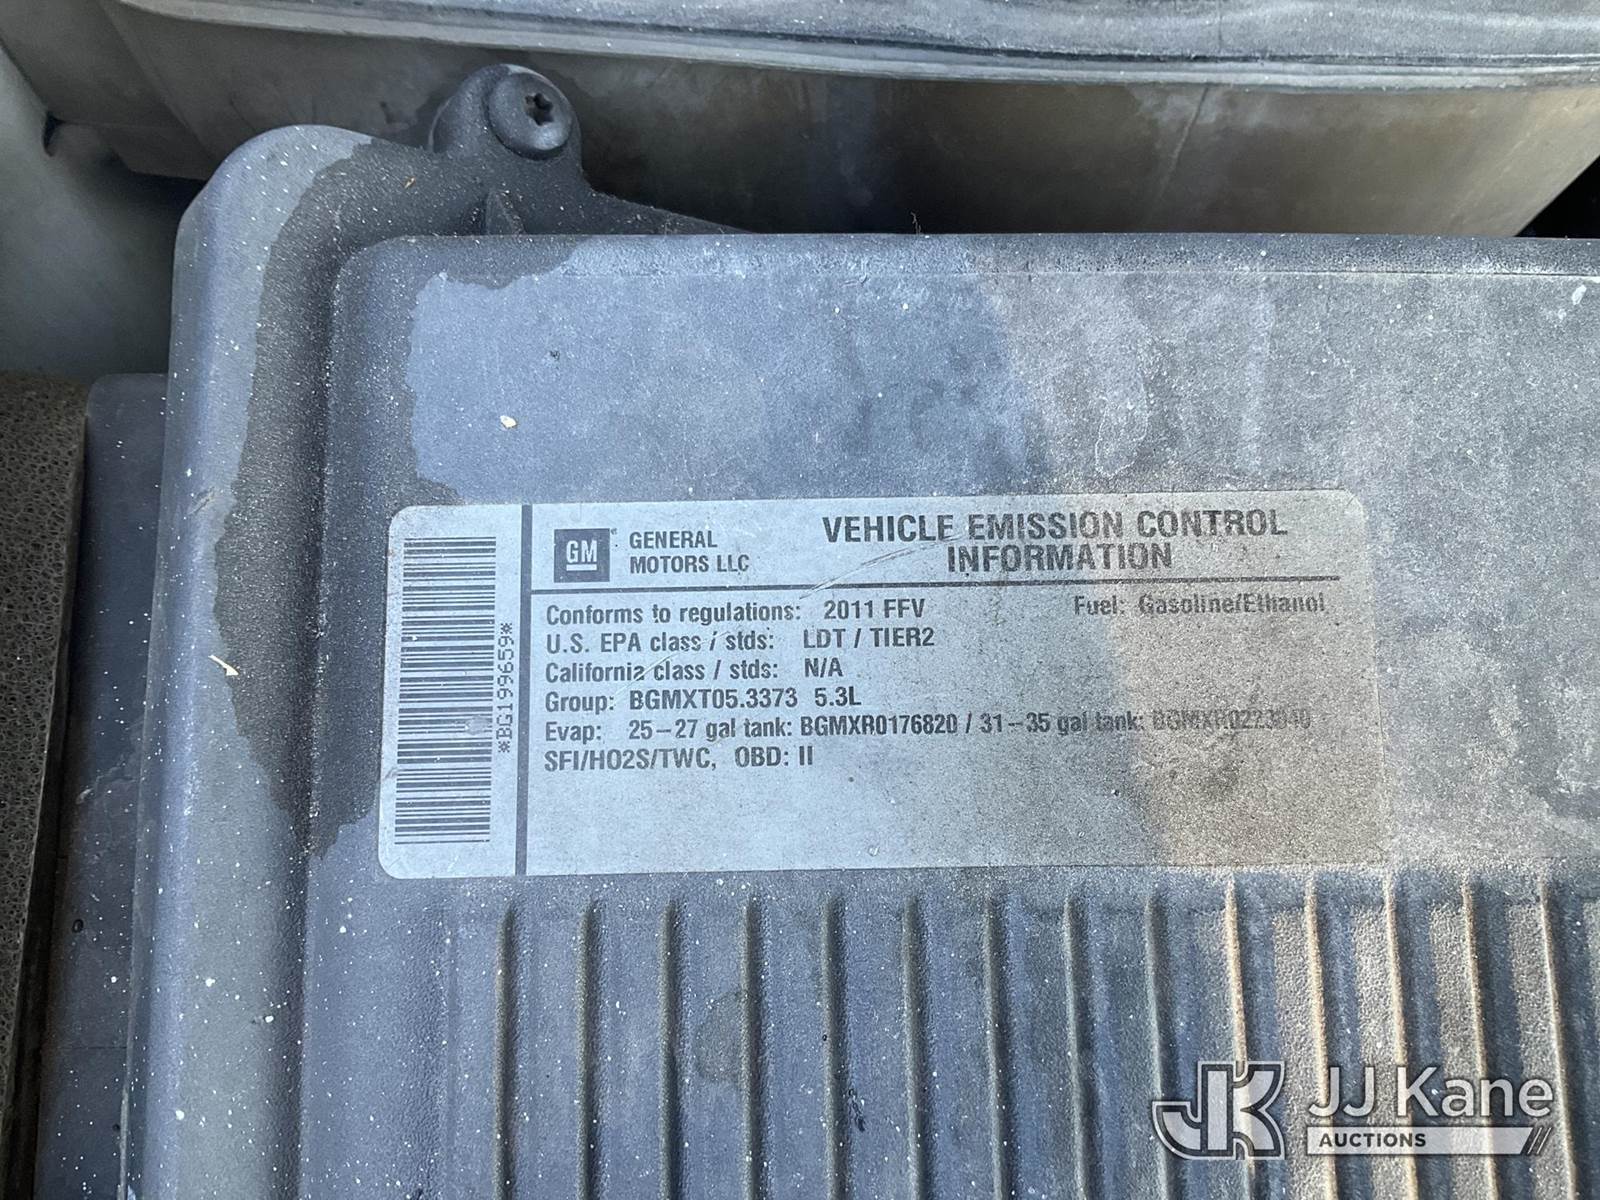 *BG199659*
GM
GENERAL
MOTORS LLC
VEHICLE EMISSION CONTROL
INFORMATION
Conforms to regulations: 2011 FFV Fuel: Gasoline/Ethanol
U.S. EPA class / stds: LDT / TIER2
California class / stds: N/A
Group: BGMXT05.3373 5.3L
Evap: 25-27 gal tank: BGMXR0176820 / 31-35 gal tank:
SFI/HO2S/TWC, OBD: II
JK JJ Kane
AUCTIONS